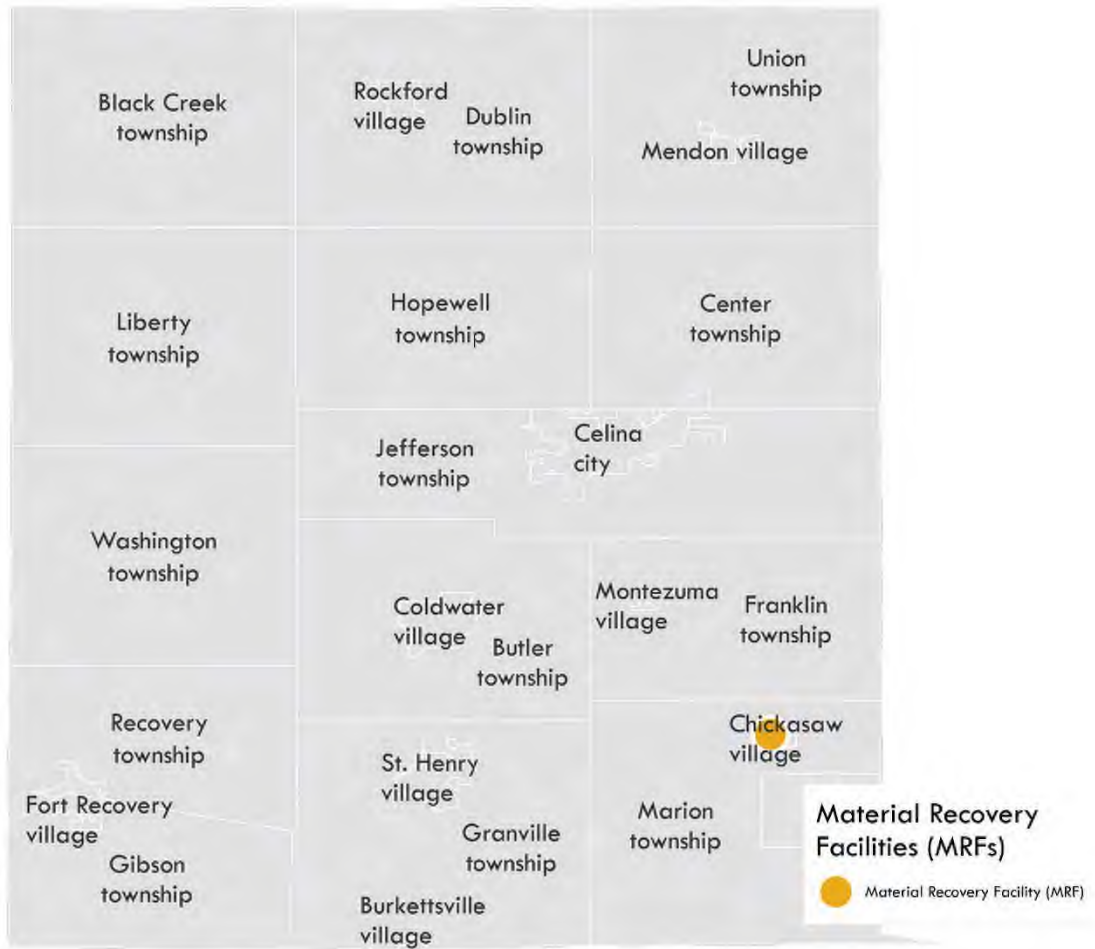 Black Creek
township
Rockford
village
Dublin
township
Union
township
Mendon village
Liberty
township
Hopewell
township
Center
township
Jefferson
township
Celina
city
Washington
township
Coldwater
village
Butler
township
Montezuma
village
Franklin
township
Recovery
township
Fort Recovery
village
Gibson
township
St. Henry
village
Granville
township
Burkettsville
village
Chickasaw
village
Marion
township
Material Recovery
Facilities (MRFs)
Material Recovery Facility (MRF)